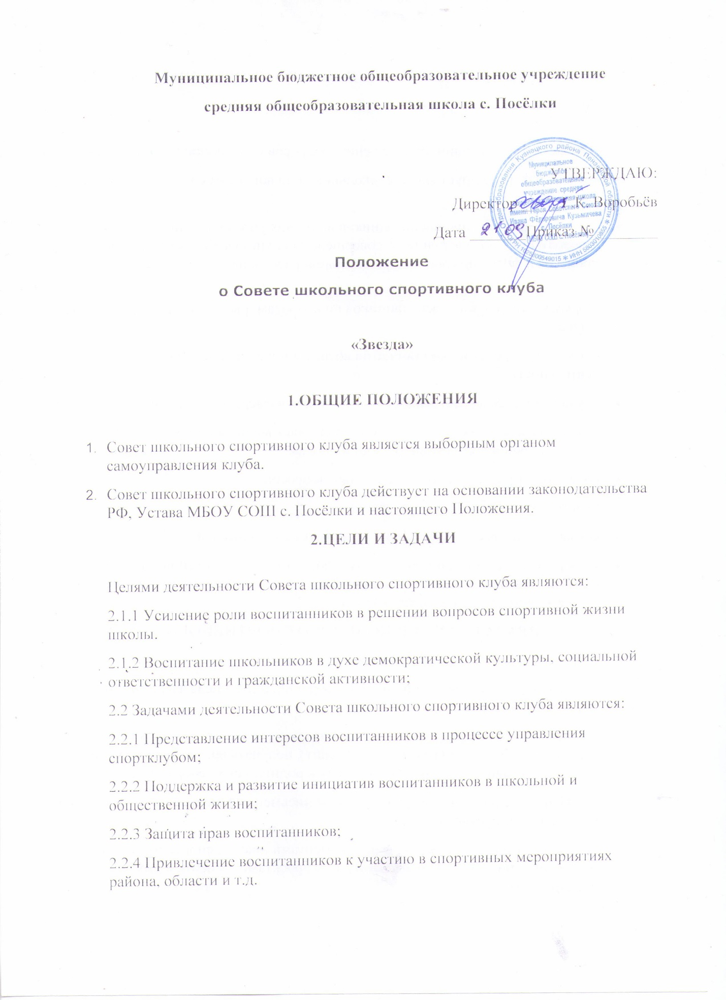 Муниципальное бюджетное общеобразовательное учреждение
средняя общеобразовательная школа с. Посёлки
УТВЕРЖДАЮ:
Директор К. Воробьёв
Дата 21 09 Приказ №
отдел образования Кузнецкого района Пензенской области * ИНН 5803010855 * ОГРН 1025800549015
Муниципальное
бюджетное
общеобразовательное
учреждение средняя
общеобразовательная школа
имени Героя Советского Союза
Ивана Фёдоровича Кузьмичева
с. Посёлки
(МБОУ СОШ с. Посёлки)
Положение
о Совете школьного спортивного клуба
«Звезда»
1.ОБЩИЕ ПОЛОЖЕНИЯ
1. Совет школьного спортивного клуба является выборным органом
самоуправления клуба.
2. Совет школьного спортивного клуба действует на основании законодательства
РФ, Устава МБОУ СОШ с. Посёлки и настоящего Положения.
2.ЦЕЛИ И ЗАДАЧИ
Целями деятельности Совета школьного спортивного клуба являются:
2.1.1 Усиление роли воспитанников в решении вопросов спортивной жизни
школы.
2.1.2 Воспитание школьников в духе демократической культуры, социальной
ответственности и гражданской активности;
2.2 Задачами деятельности Совета школьного спортивного клуба являются:
2.2.1 Представление интересов воспитанников в процессе управления
спортклубом;
2.2.2 Поддержка и развитие инициатив воспитанников в школьной и
общественной жизни;
2.2.3 Защита прав воспитанников;
2.2.4 Привлечение воспитанников к участию в спортивных мероприятиях
района, области и т.д.